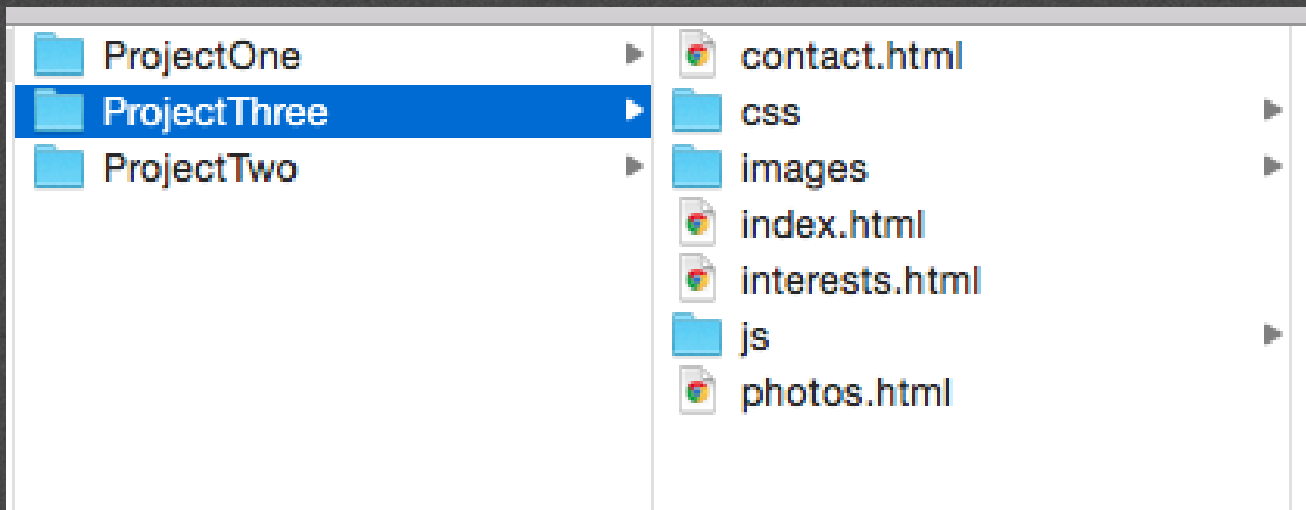 ProjectOne
ProjectThree
ProjectTwo
contact.html
css
images
index.html
interests.html
js
photos.html